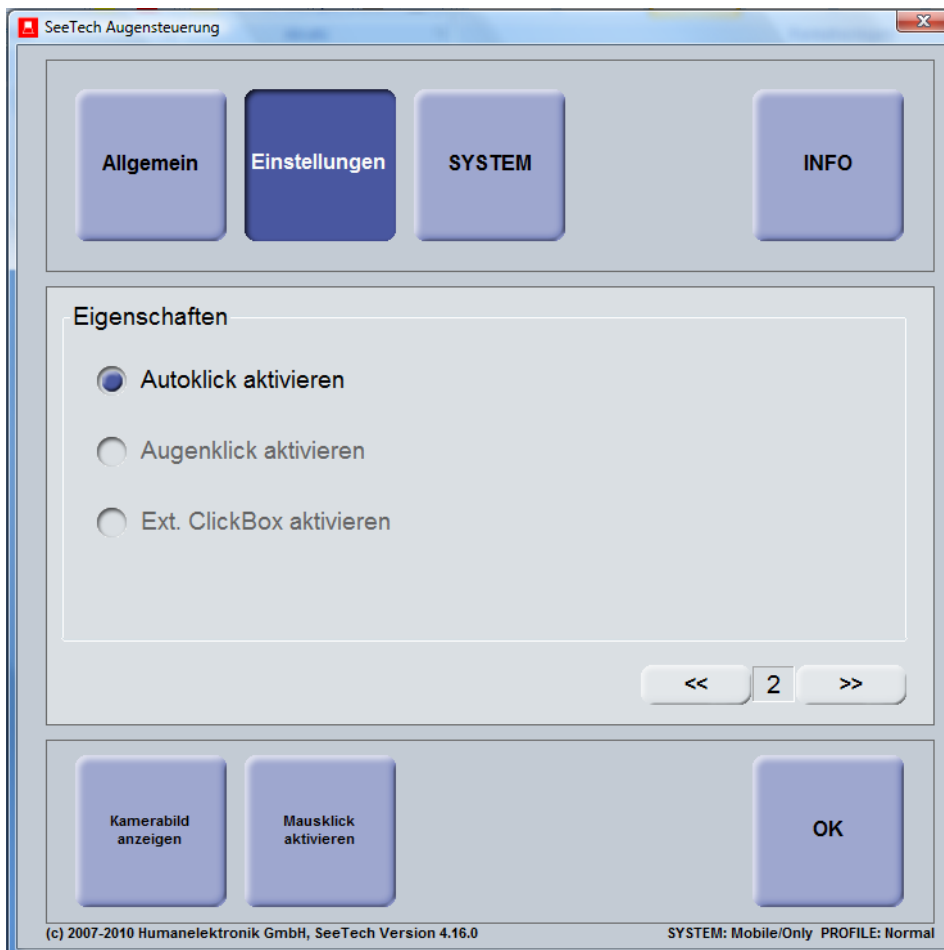 SeeTech Augensteuerung
Allgemein
Einstellungen
SYSTEM
INFO
Eigenschaften
Autoklick aktivieren
Augenklick aktivieren
Ext. ClickBox aktivieren
<< 2 >>
Kamerabild
anzeigen
Mausklick
aktivieren
OK
(c) 2007-2010 Humanelektronik GmbH, SeeTech Version 4.16.0
SYSTEM: Mobile/Only PROFILE: Normal